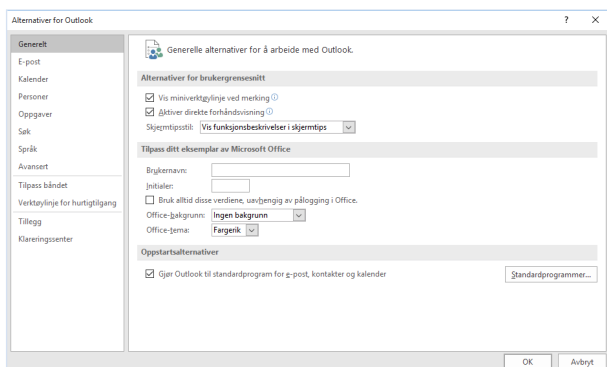 Alternativer for Outlook
? ×
Generelt
E-post
Kalender
Personer
Oppgaver
Søk
Språk
Avansert
Tilpass båndet
Verktøylinje for hurtigtilgang
Tillegg
Klareringssenter
Generelle alternativer for å arbeide med Outlook.
Alternativer for brukergrensesnitt
Vis miniverktøylinje ved merking
Aktiver direkte forhåndsvisning
Skjermtipsstil: Vis funksjonsbeskrivelser i skjermtips
Tilpass ditt eksemplar av Microsoft Office
Brukernavn:
Initialer:
Bruk alltid disse verdiene, uavhengig av pålogging i Office.
Office-bakgrunn: Ingen bakgrunn
Office-tema: Fargerik
Oppstartsalternativer
Gjør Outlook til standardprogram for e-post, kontakter og kalender
Standardprogrammer...
OK Avbryt